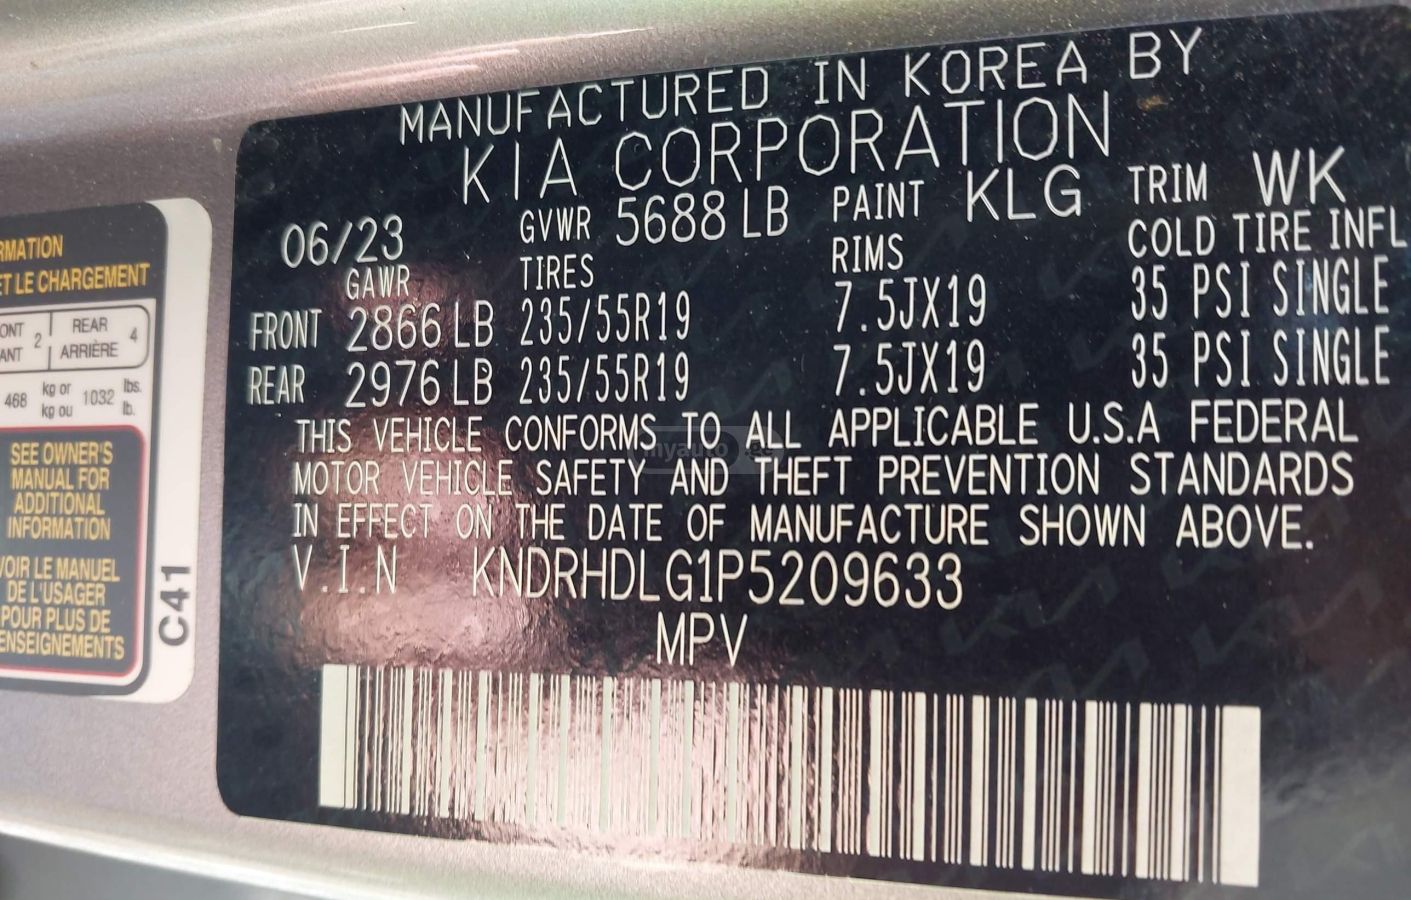 MANUFACTURED IN KOREA BY
KIA CORPORATION
06/23 GVWR 5688 LB PAINT KLG TRIM WK
GAWR TIRES RIMS COLD TIRE INFL
FRONT 2866 LB 235/55R19 7.5JX19 35 PSI SINGLE
REAR 2976 LB 235/55R19 7.5JX19 35 PSI SINGLE
THIS VEHICLE CONFORMS TO ALL APPLICABLE U.S.A FEDERAL
MOTOR VEHICLE SAFETY AND THEFT PREVENTION STANDARDS
IN EFFECT ON THE DATE OF MANUFACTURE SHOWN ABOVE.
V.I.N KNDRHDLG1P5209633
MPV
RMATION
ET LE CHARGEMENT
ONT 2 REAR 4
ANT ARRIÈRE
468 kg or 1032 lbs.
kg ou lb.
SEE OWNER'S
MANUAL FOR
ADDITIONAL
INFORMATION
VOIR LE MANUEL
DE L'USAGER
POUR PLUS DE
ENSEIGNEMENTS
C41
myauto